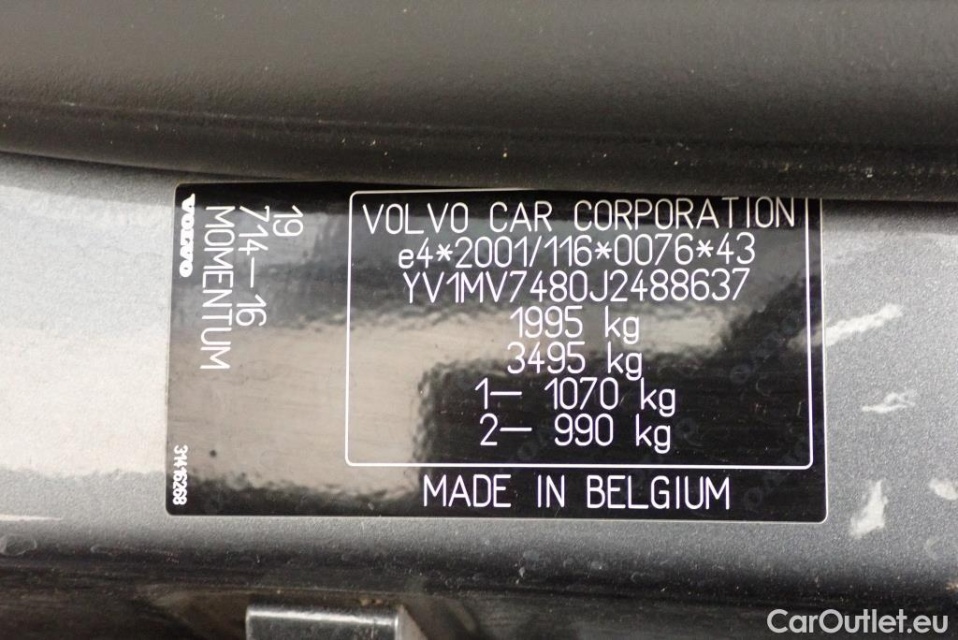 VOLVO
19
714-16
MOMENTUM
31416268
VOLVO CAR CORPORATION
e4*2001/116*0076*43
YV1MV7480J2488637
1995 kg
3495 kg
1- 1070 kg
2- 990 kg
MADE IN BELGIUM
CarOutlet.eu